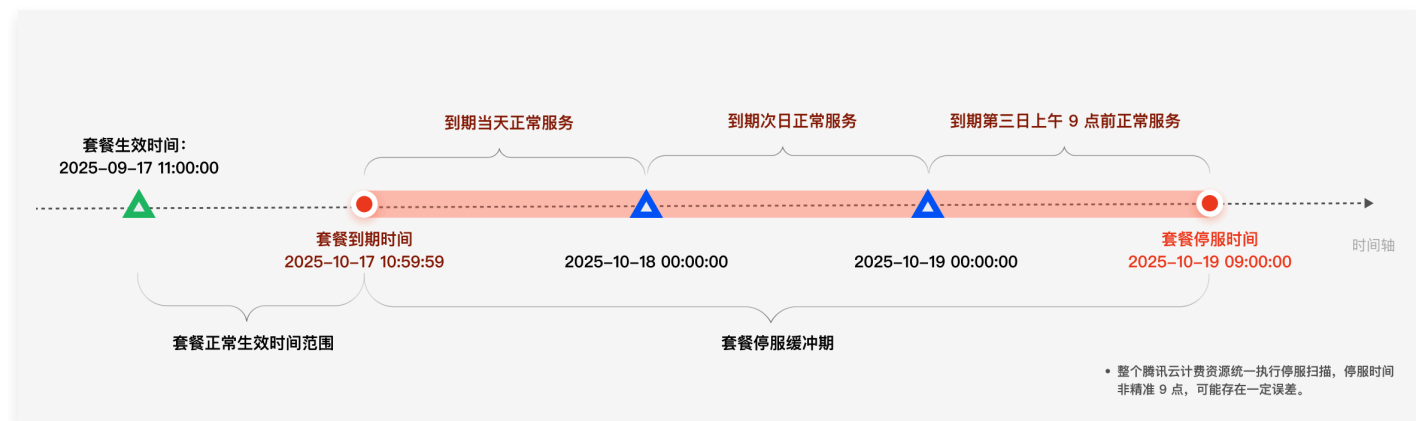 到期当天正常服务
到期次日正常服务
到期第三日上午 9 点前正常服务
套餐生效时间：
2025-09-17 11:00:00
套餐到期时间
2025-10-17 10:59:59
2025-10-18 00:00:00
2025-10-19 00:00:00
套餐停服时间
2025-10-19 09:00:00
时间轴
套餐正常生效时间范围
套餐停服缓冲期
• 整个腾讯云计费资源统一执行停服扫描，停服时间
非精准 9 点，可能存在一定误差。